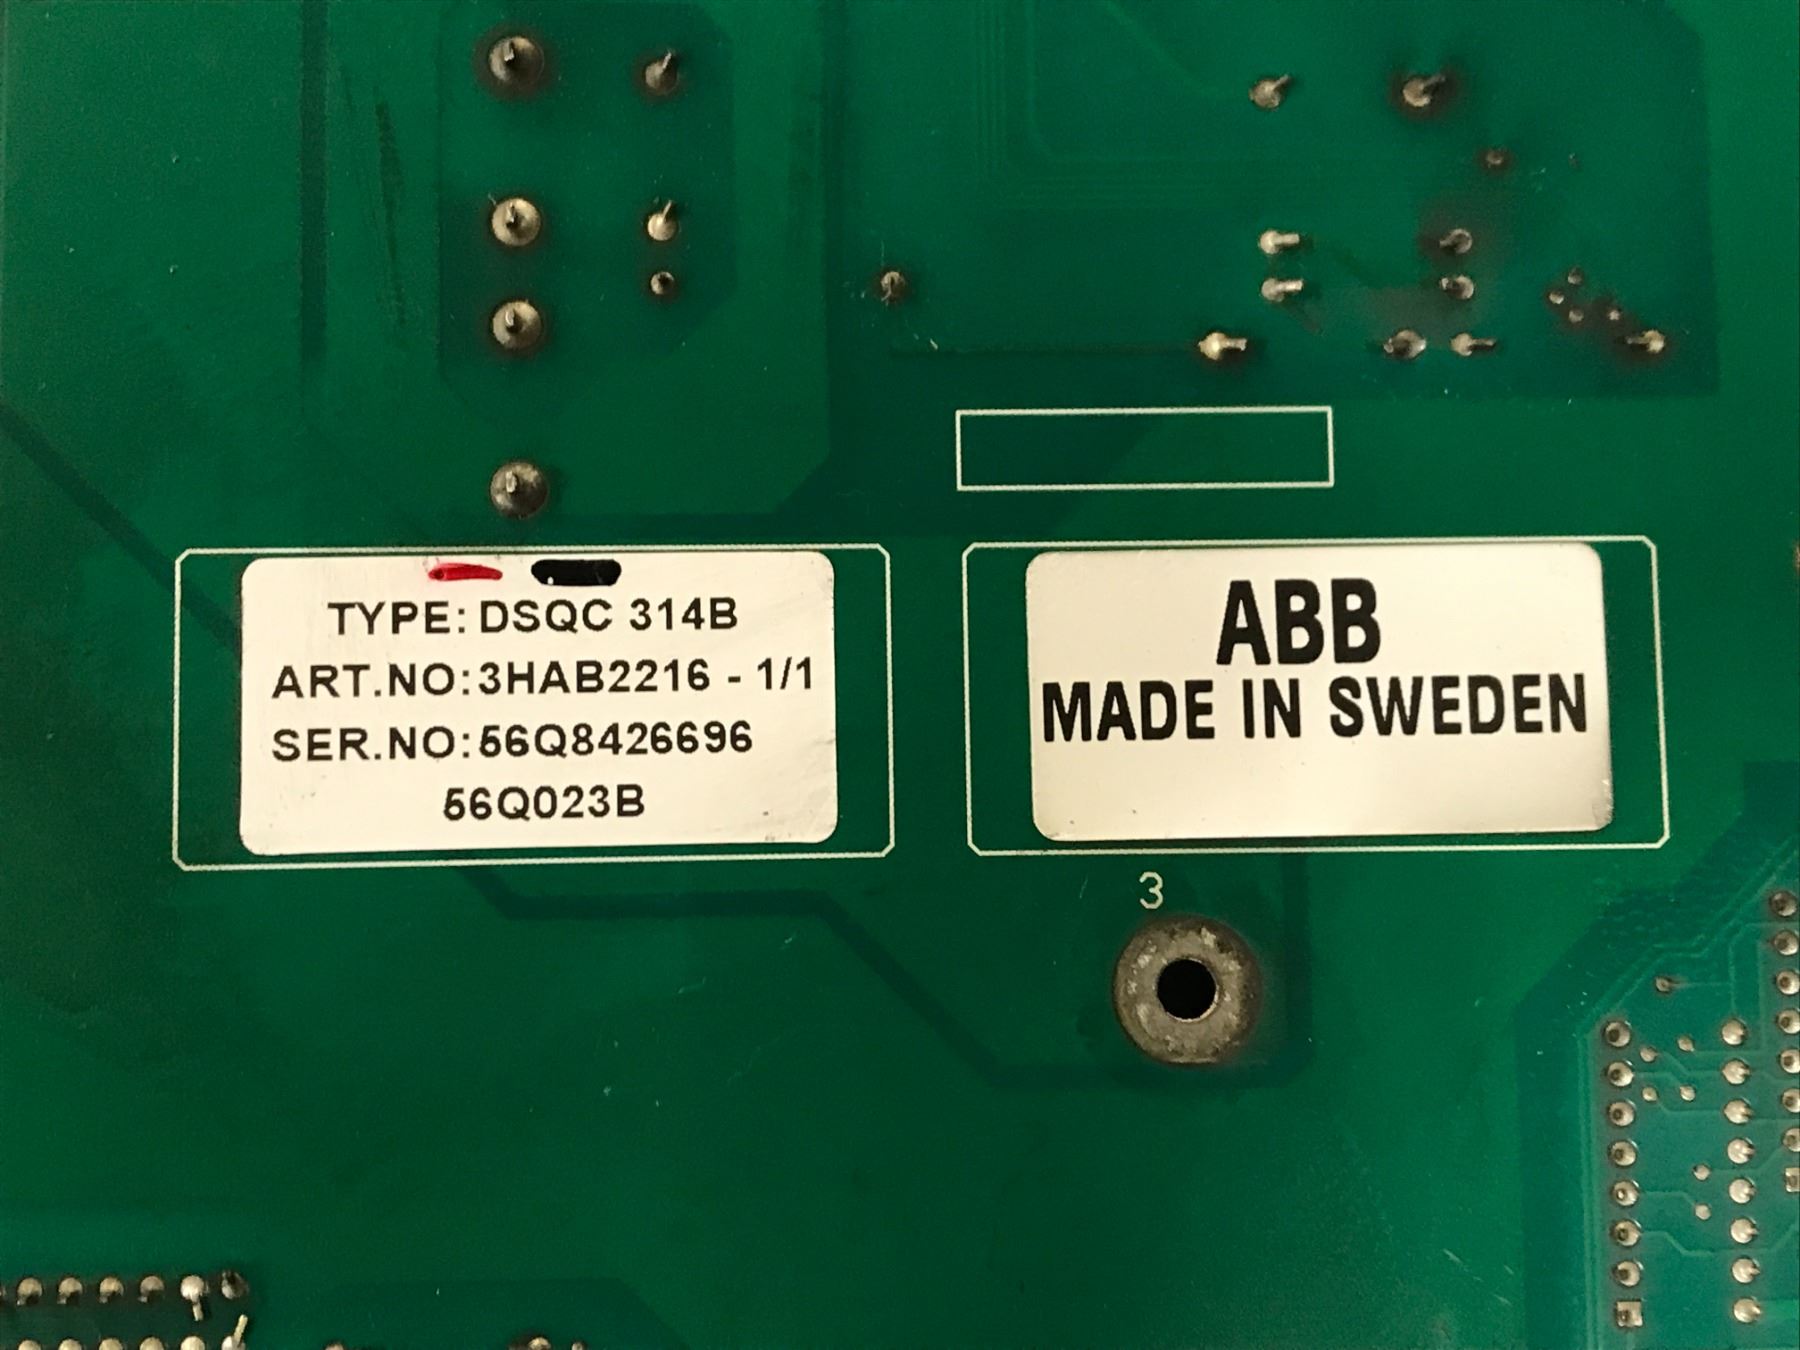 TYPE: DSQC 314B
ART.NO:3HAB2216 - 1/1
SER.NO:56Q8426696
56Q023B
ABB
MADE IN SWEDEN
3